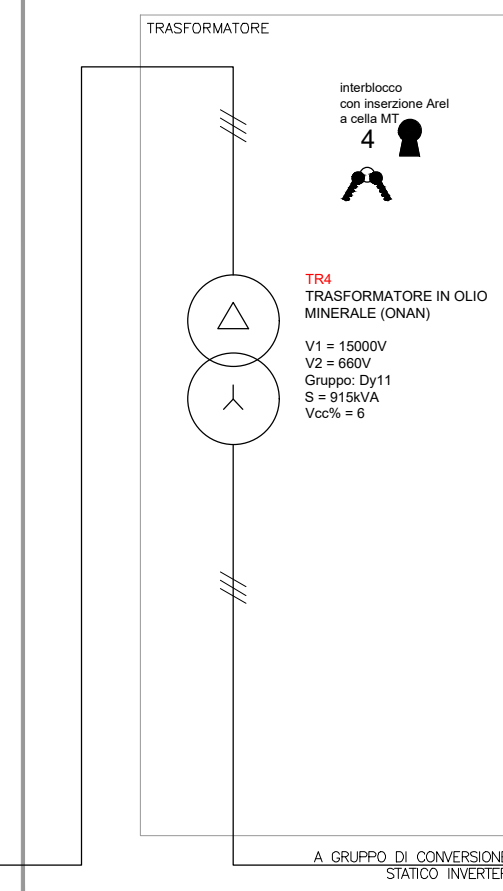 TRASFORMATORE
interblocco
con inserzione Arel
a cella MT
4
TR4
TRASFORMATORE IN OLIO
MINERALE (ONAN)
V1 = 15000V
V2 = 660V
Gruppo: Dy11
S = 915kVA
Vcc% = 6
A GRUPPO DI CONVERSIONE
STATICO INVERTER